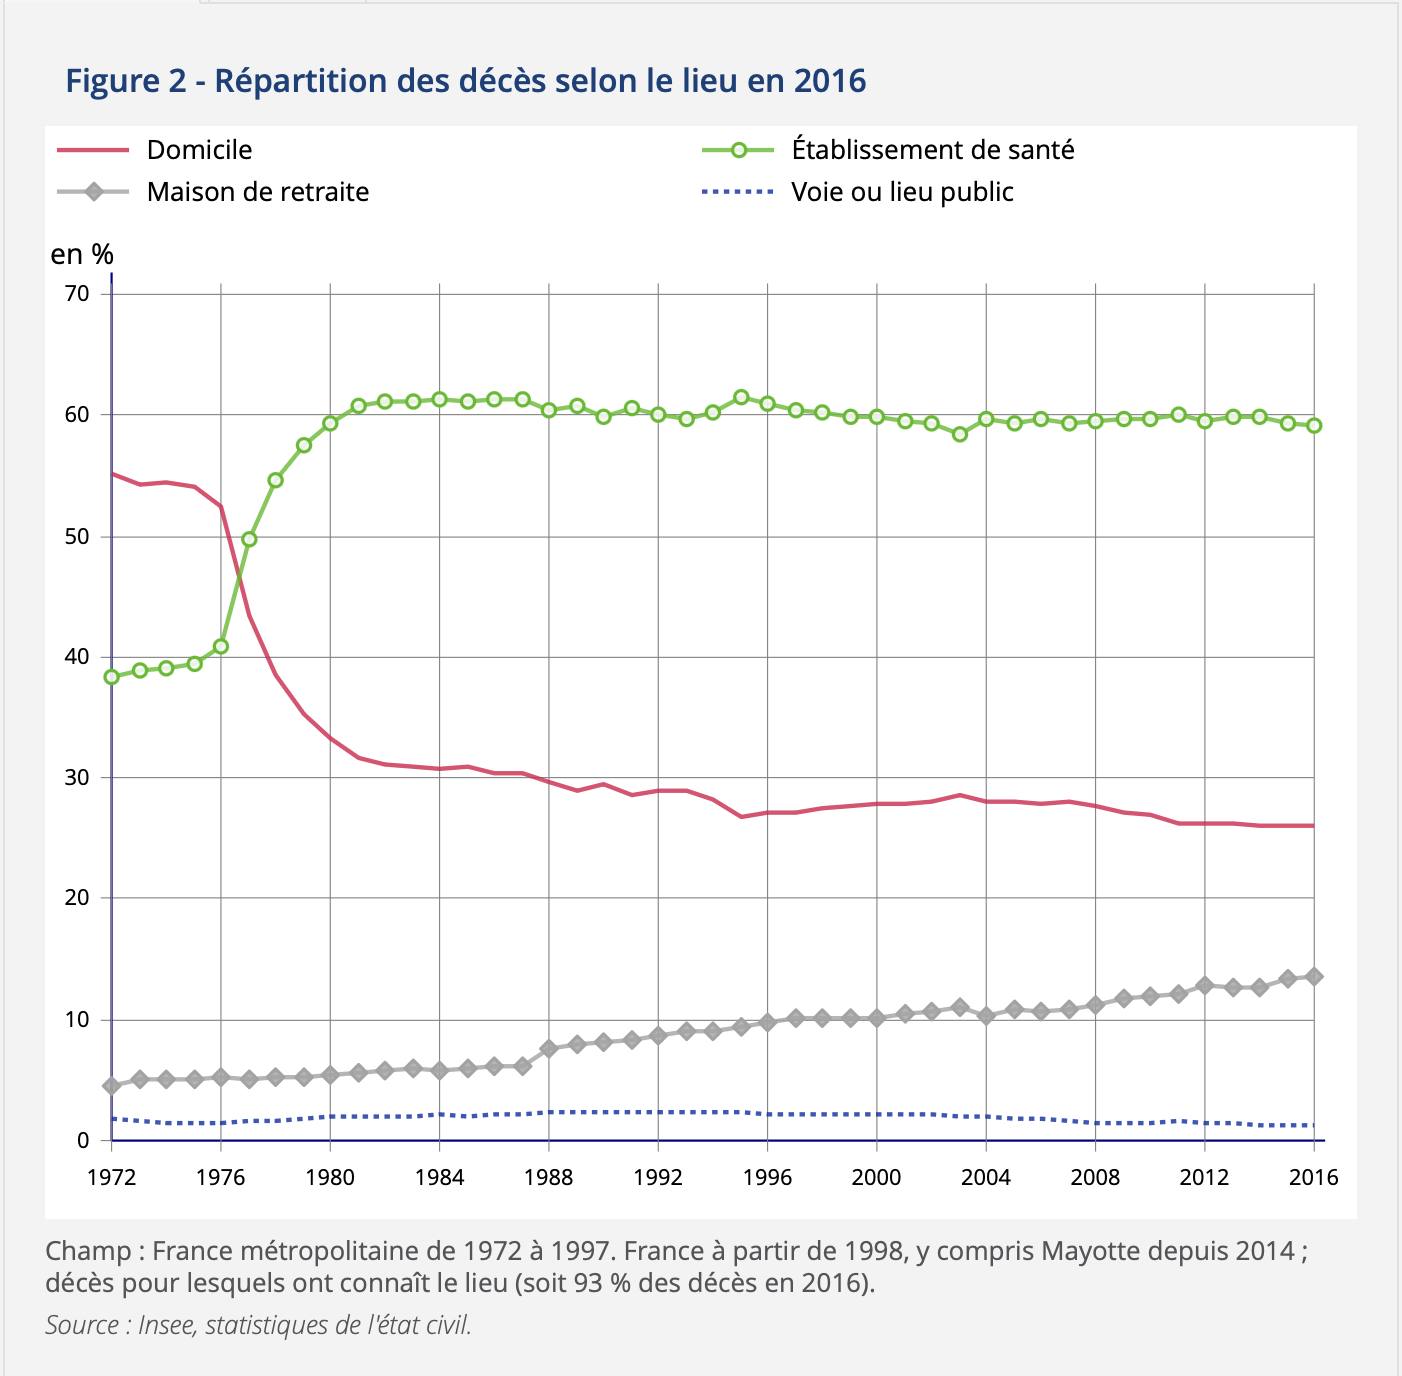 Figure 2 - Répartition des décès selon le lieu en 2016
Domicile
Établissement de santé
Maison de retraite
Voie ou lieu public
en %
70
60
50
40
30
20
10
0
1972 1976 1980 1984 1988 1992 1996 2000 2004 2008 2012 2016
Champ : France métropolitaine de 1972 à 1997. France à partir de 1998, y compris Mayotte depuis 2014 ;
décès pour lesquels ont connaît le lieu (soit 93 % des décès en 2016).
Source : Insee, statistiques de l'état civil.